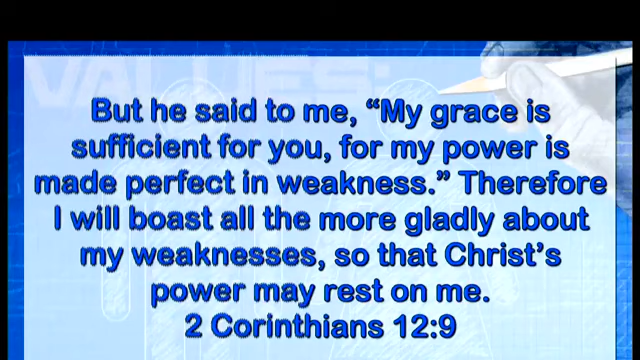 VALUES:
But he said to me, “My grace is
sufficient for you, for my power is
made perfect in weakness.” Therefore
I will boast all the more gladly about
my weaknesses, so that Christ’s
power may rest on me.
2 Corinthians 12:9